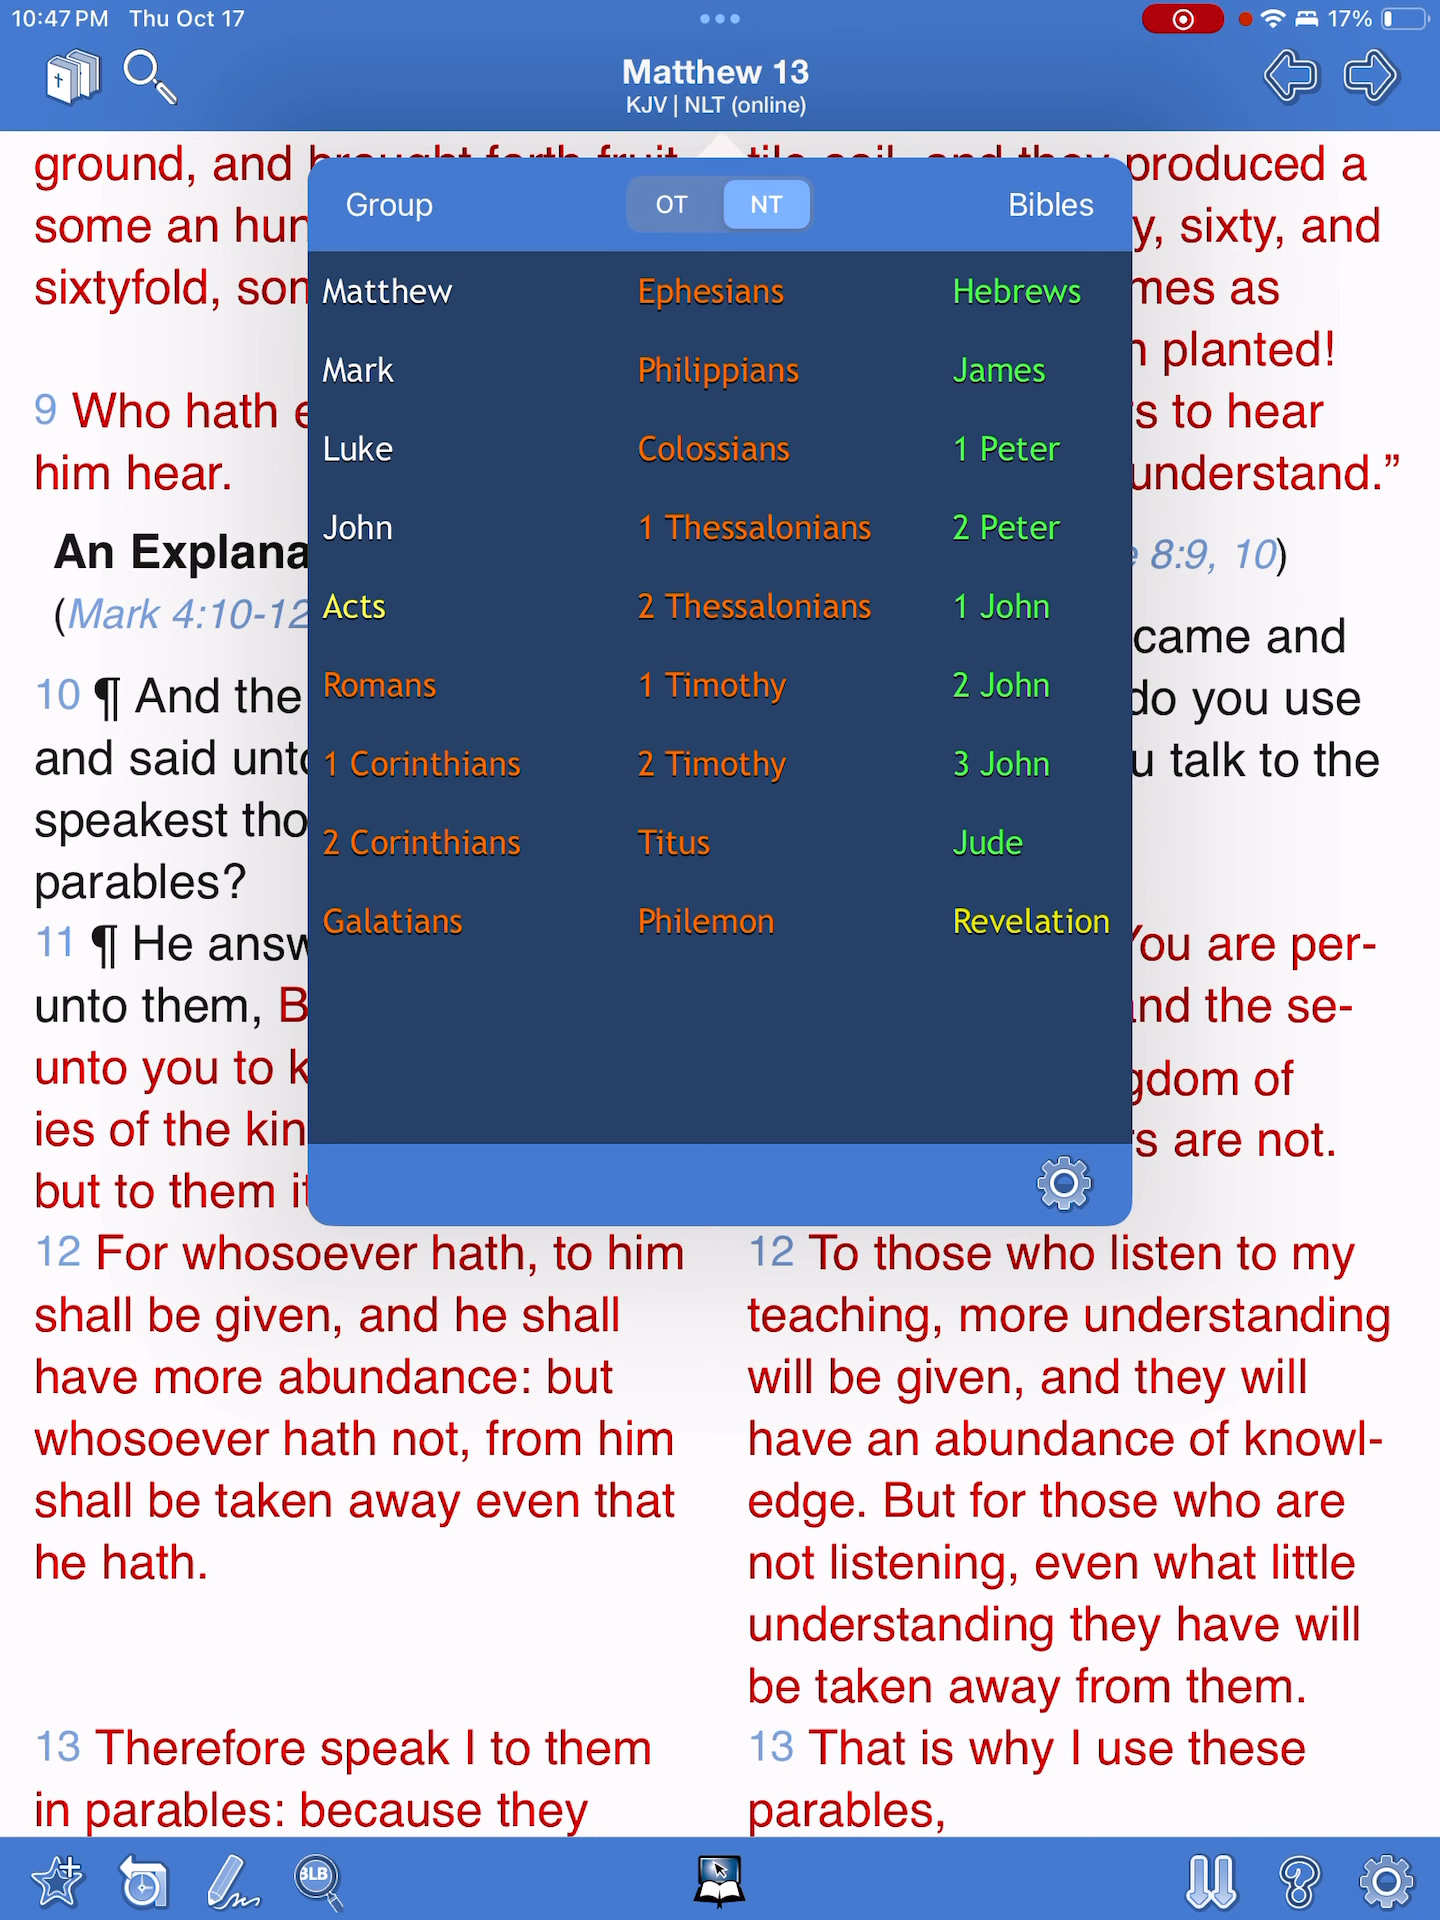 10:47 PM Thu Oct 17
17%
Matthew 13
KJV | NLT (online)
Group
OT
NT
Bibles
Matthew
Mark
Luke
John
Acts
Romans
1 Corinthians
2 Corinthians
Galatians
Ephesians
Philippians
Colossians
1 Thessalonians
2 Thessalonians
1 Timothy
2 Timothy
Titus
Philemon
Hebrews
James
1 Peter
2 Peter
1 John
2 John
3 John
Jude
Revelation
ground, and brought forth fruit
some an
sixtyfold,
9 Who hath
him hear.
An
(Mark 4:10-12
10 ¶ And the
and said
speakest
parables?
11 ¶ He
unto them,
unto you to
ies of the
but to them
12 For whosoever hath, to him
shall be given, and he shall
have more abundance: but
whosoever hath not, from him
shall be taken away even that
he hath.
13 Therefore speak I to them
in parables: because they
soil, and they produced a
sixty, and
as
planted!
to hear
understand.”
8:9, 10)
came and
do you use
talk to the
You are per-
and the se-
of
are not.
12 To those who listen to my
teaching, more understanding
will be given, and they will
have an abundance of knowl-
edge. But for those who are
not listening, even what little
understanding they have will
be taken away from them.
13 That is why I use these
parables,
BLB